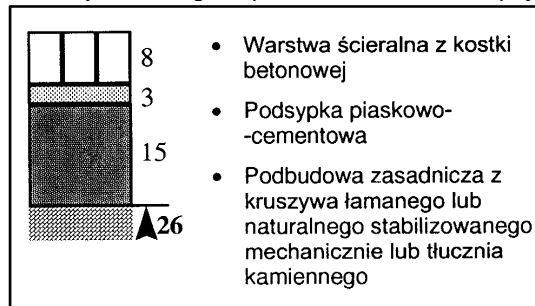 8
3
15
26
• Warstwa ścieralna z kostki
betonowej
• Podsypka piaskowo-
-cementowa
• Podbudowa zasadnicza z
kruszywa łamanego lub
naturalnego stabilizowanego
mechanicznie lub tłucznia
kamiennego